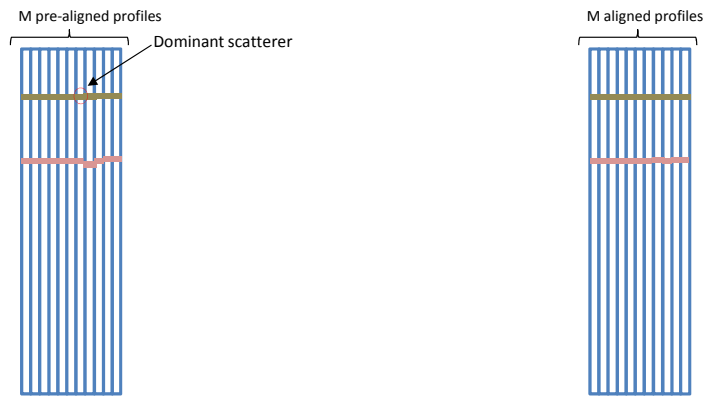 M pre-aligned profiles
M aligned profiles
Dominant scatterer